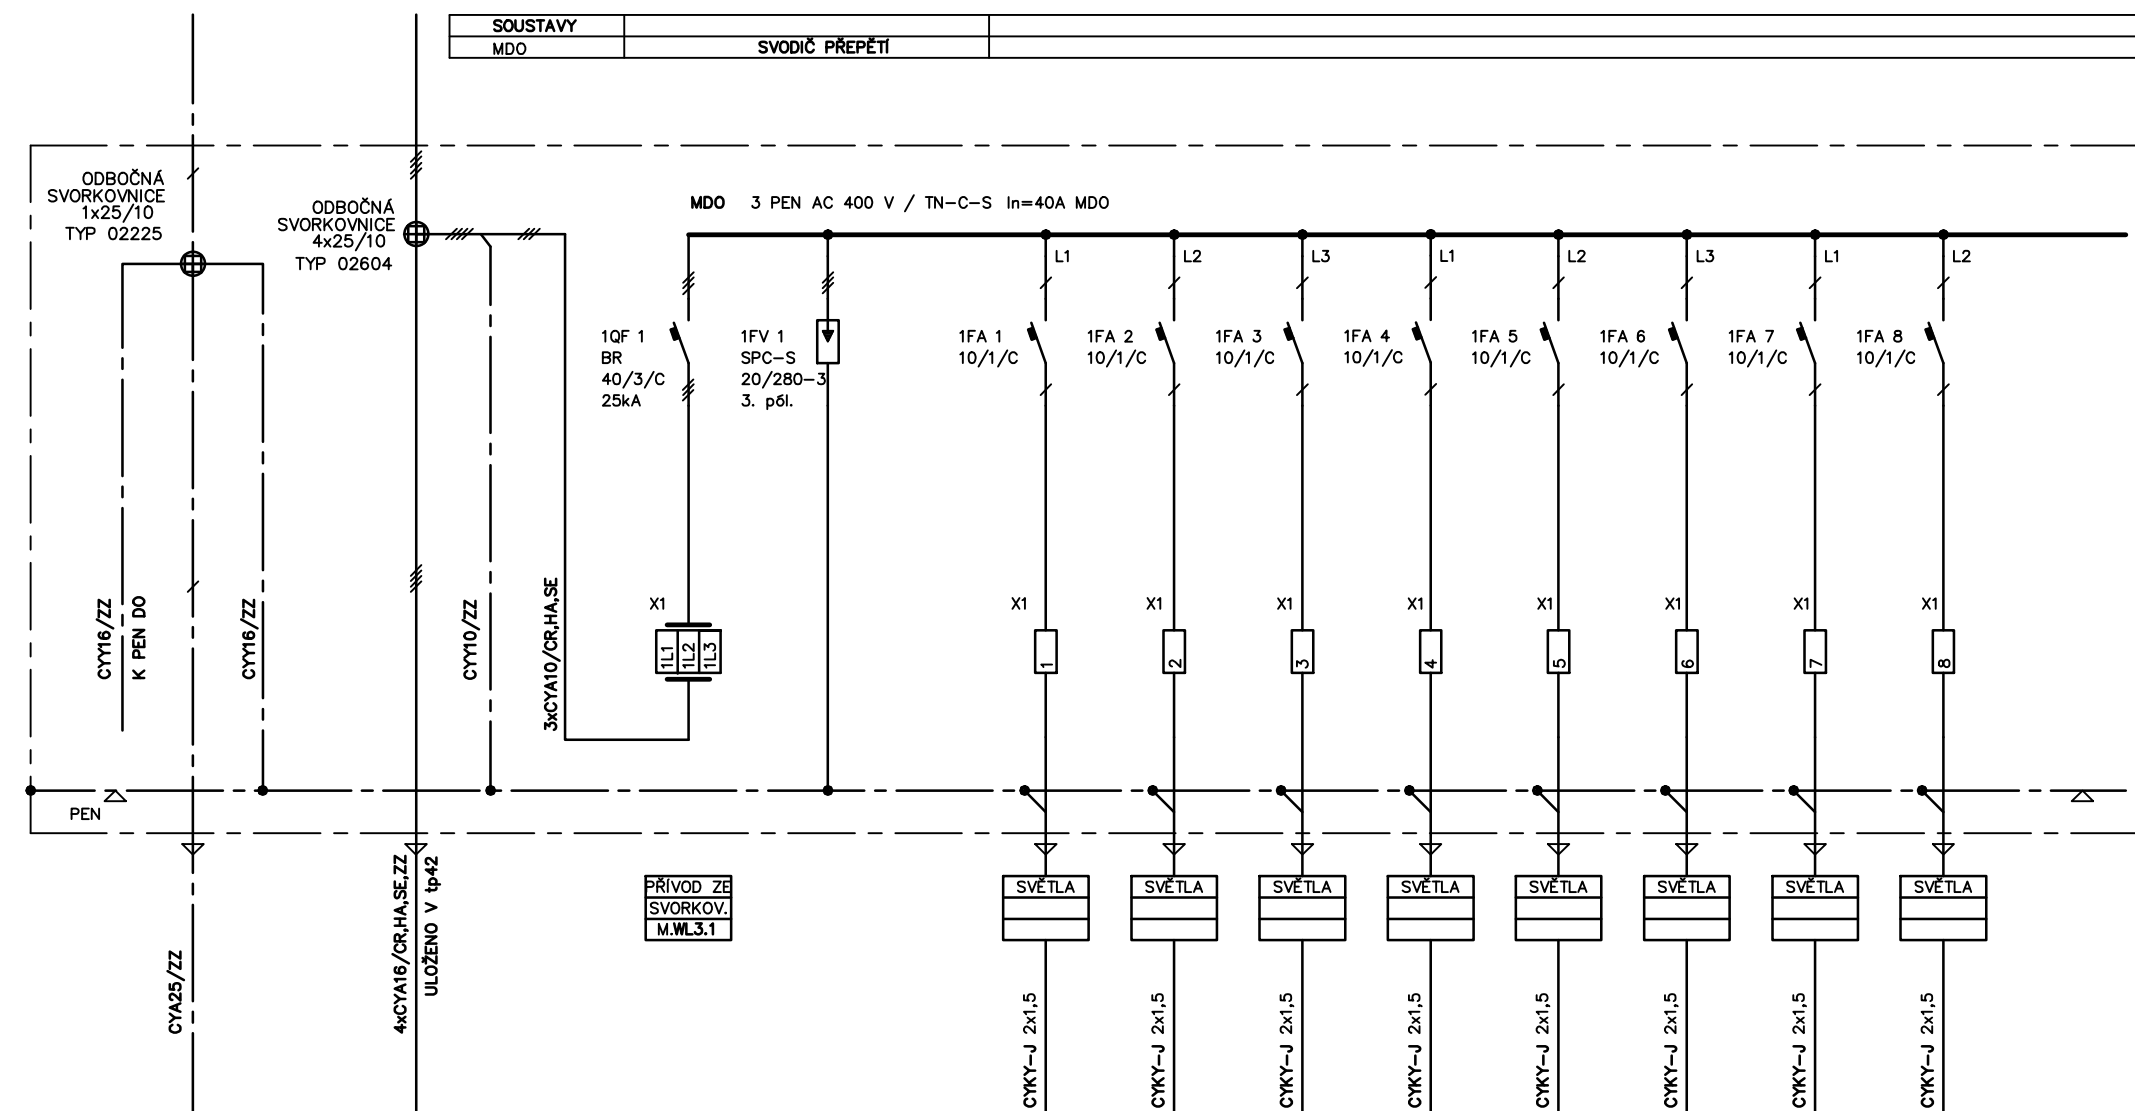 SOUSTAVY
MDO SVODIČ PŘEPĚTÍ
ODBOČNÁ
SVORKOVNICE
1x25/10
TYP 02225
ODBOČNÁ
SVORKOVNICE
4x25/10
TYP 02604
MDO 3 PEN AC 400 V / TN-C-S In=40A MDO
L1 L2 L3 L1 L2 L3 L1 L2
1QF 1
BR
40/3/C
25kA
1FV 1
SPC-S
20/280-3
3. pól.
1FA 1
10/1/C
1FA 2
10/1/C
1FA 3
10/1/C
1FA 4
10/1/C
1FA 5
10/1/C
1FA 6
10/1/C
1FA 7
10/1/C
1FA 8
10/1/C
CYY16/ZZ
K PEN DO
CYY16/ZZ
CYY10/ZZ
3xCYA10/CR,HA,SE
X1 X1 X1 X1 X1 X1 X1 X1 X1
1L1 1L2 1L3 1 2 3 4 5 6 7 8
PEN
CYA25/ZZ
4xCYA16/CR,HA,SE,ZZ
ULOŽENO V tp42
PŘÍVOD ZE
SVORKOV.
M.WL3.1
SVĚTLA SVĚTLA SVĚTLA SVĚTLA SVĚTLA SVĚTLA SVĚTLA SVĚTLA
CYKY-J 2x1,5
CYKY-J 2x1,5
CYKY-J 2x1,5
CYKY-J 2x1,5
CYKY-J 2x1,5
CYKY-J 2x1,5
CYKY-J 2x1,5
CYKY-J 2x1,5